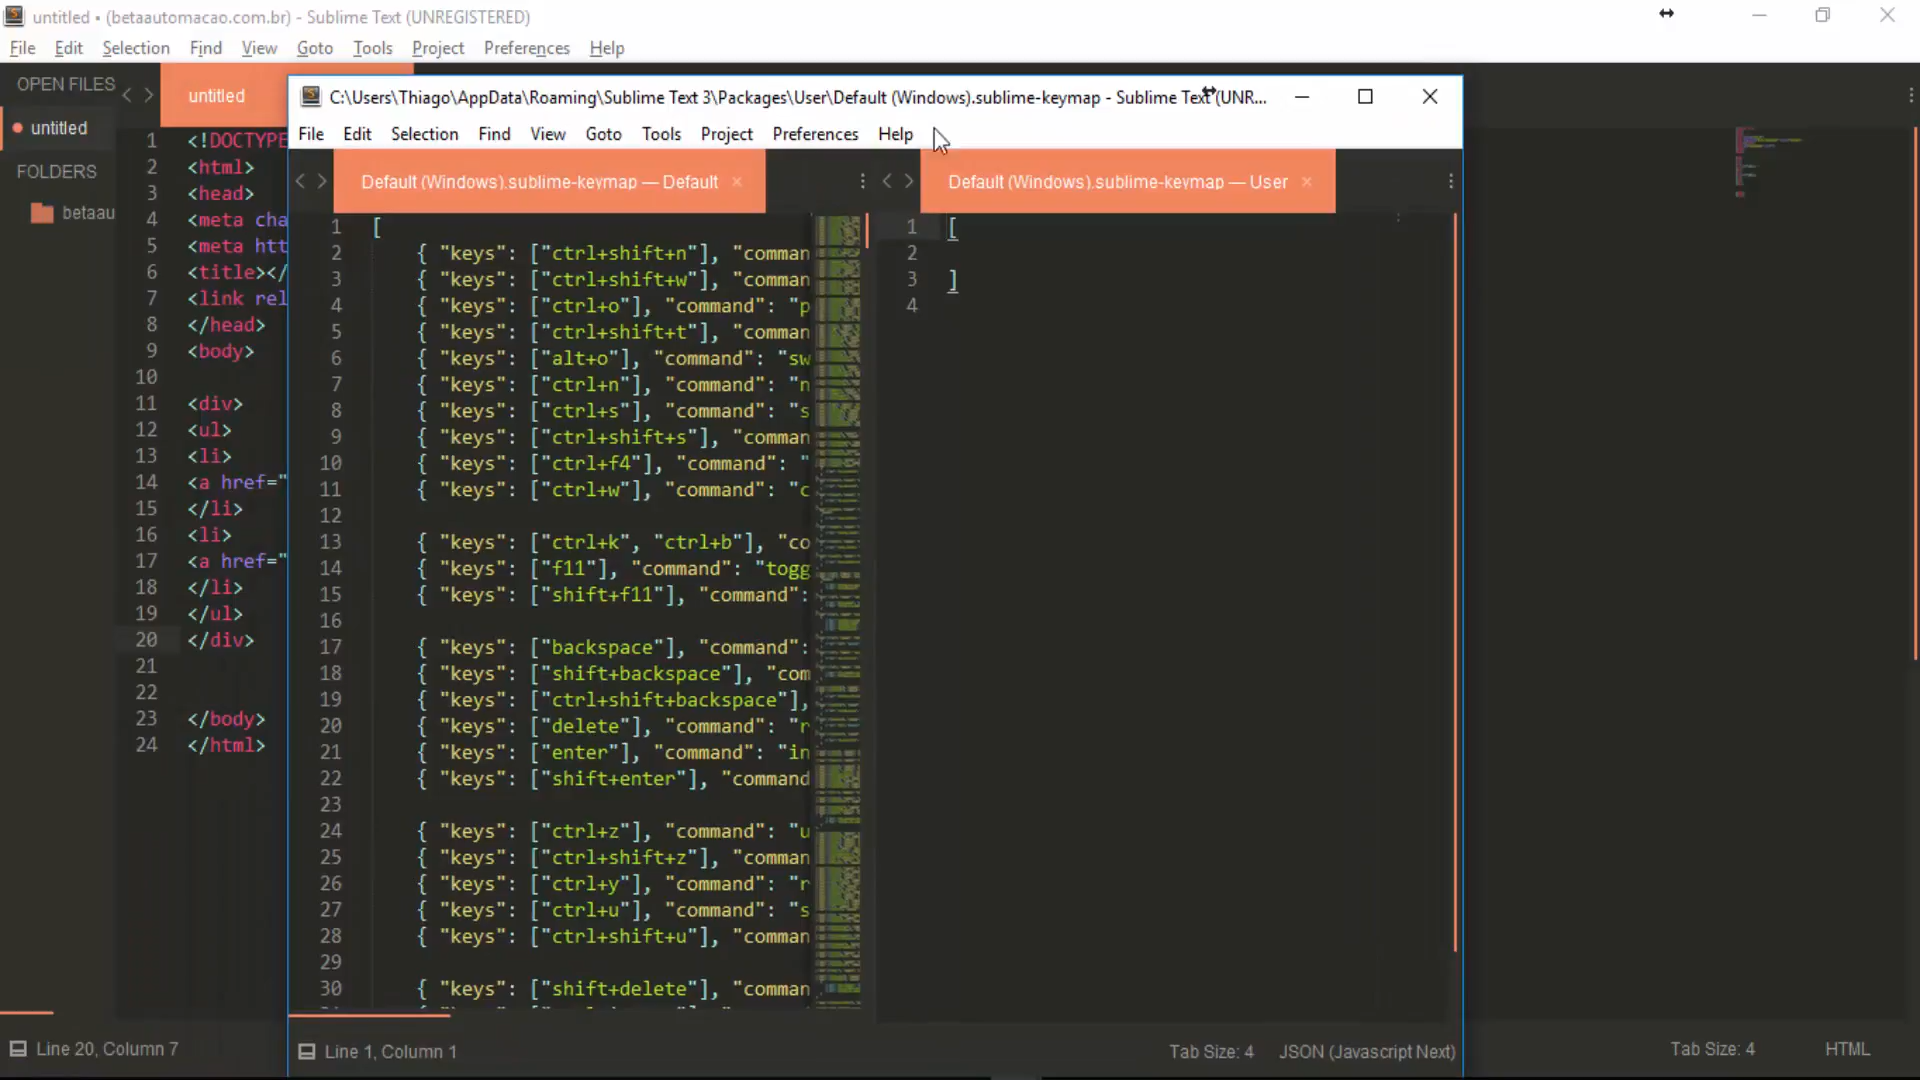 untitled • (betaautomacao.com.br) - Sublime Text (UNREGISTERED)
File Edit Selection Find View Goto Tools Project Preferences Help
OPEN FILES
untitled
FOLDERS
betaau
untitled
1 <!DOCTYPE
2 <html>
3 <head>
4 <meta cha
5 <meta htt
6 <title></
7 <link rel
8 </head>
9 <body>
10
11 <div>
12 <ul>
13 <li>
14 <a href="
15 </li>
16 <li>
17 <a href="
18 </li>
19 </ul>
20 </div>
21
22
23 </body>
24 </html>
C:\Users\Thiago\AppData\Roaming\Sublime Text 3\Packages\User\Default (Windows).sublime-keymap - Sublime Text (UNR...
File Edit Selection Find View Goto Tools Project Preferences Help
Default (Windows).sublime-keymap — Default
1 [
2 { "keys": ["ctrl+shift+n"], "comman
3 { "keys": ["ctrl+shift+w"], "comman
4 { "keys": ["ctrl+o"], "command": "p
5 { "keys": ["ctrl+shift+t"], "comman
6 { "keys": ["alt+o"], "command": "sw
7 { "keys": ["ctrl+n"], "command": "n
8 { "keys": ["ctrl+s"], "command": "s
9 { "keys": ["ctrl+shift+s"], "comman
10 { "keys": ["ctrl+f4"], "command": "
11 { "keys": ["ctrl+w"], "command": "c
12
13 { "keys": ["ctrl+k", "ctrl+b"], "co
14 { "keys": ["f11"], "command": "togg
15 { "keys": ["shift+f11"], "command":
16
17 { "keys": ["backspace"], "command":
18 { "keys": ["shift+backspace"], "com
19 { "keys": ["ctrl+shift+backspace"],
20 { "keys": ["delete"], "command": "r
21 { "keys": ["enter"], "command": "in
22 { "keys": ["shift+enter"], "command
23
24 { "keys": ["ctrl+z"], "command": "u
25 { "keys": ["ctrl+shift+z"], "comman
26 { "keys": ["ctrl+y"], "command": "r
27 { "keys": ["ctrl+u"], "command": "s
28 { "keys": ["ctrl+shift+u"], "comman
29
30 { "keys": ["shift+delete"], "comman
Default (Windows).sublime-keymap — User
1 [
2
3 ]
4
Line 1, Column 1
Tab Size: 4 JSON (Javascript Next)
Line 20, Column 7
Tab Size: 4 HTML